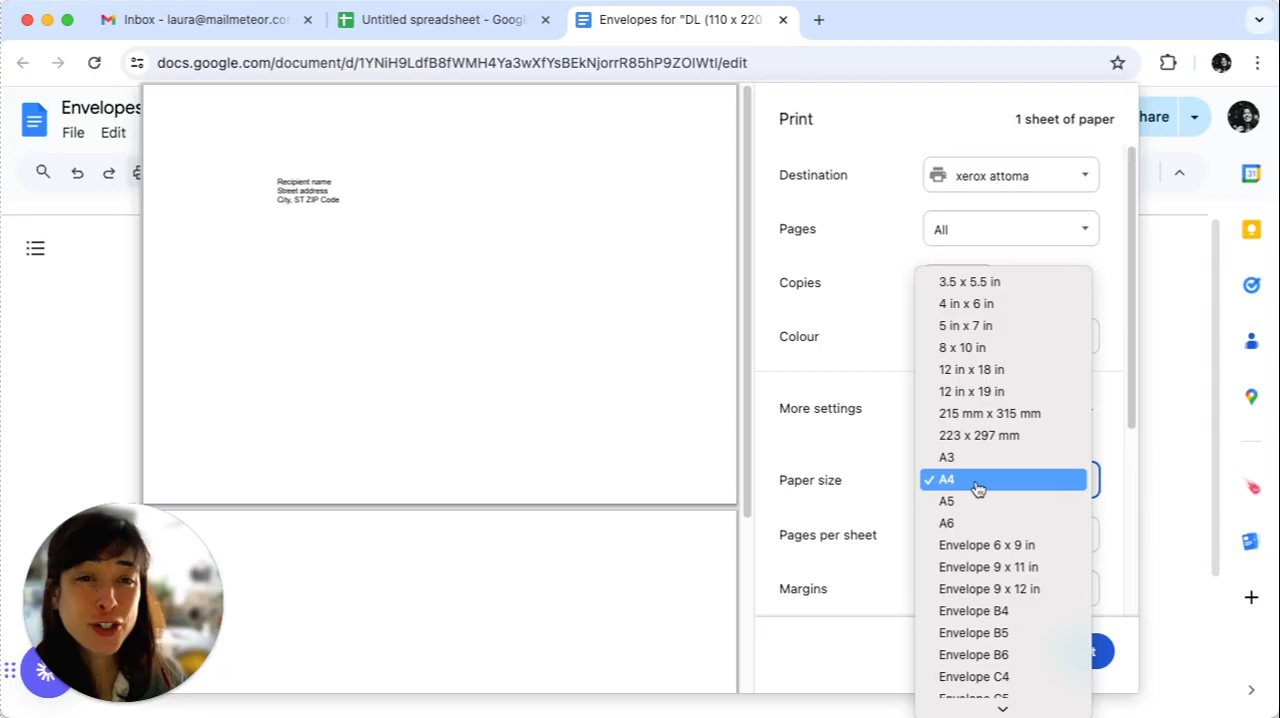 Inbox - laura@mailmeteor.co
Untitled spreadsheet - Goog
Envelopes for "DL (110 x 220
docs.google.com/document/d/1YNiH9LdfB8fWMH4Ya3wXfYsBEkNjorrR85hP9ZOlWtI/edit
Envelopes
File Edit
hare
Recipient name
Street address
City, ST ZIP Code
Print
1 sheet of paper
Destination
xerox attoma
Pages
All
Copies
Colour
More settings
Paper size
Pages per sheet
Margins
3.5 x 5.5 in
4 in x 6 in
5 in x 7 in
8 x 10 in
12 in x 18 in
12 in x 19 in
215 mm x 315 mm
223 x 297 mm
A3
✓ A4
A5
A6
Envelope 6 x 9 in
Envelope 9 x 11 in
Envelope 9 x 12 in
Envelope B4
Envelope B5
Envelope B6
Envelope C4
Envelope C5
t
31